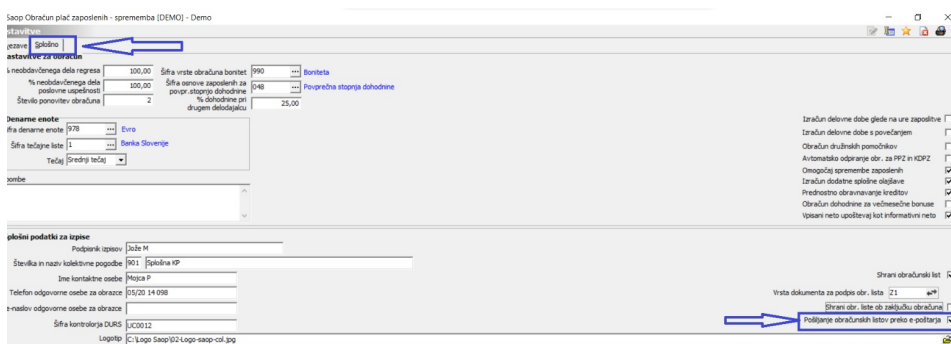 Saop Obračun plač zaposlenih - sprememba [DEMO] - Demo
Splošno
% neobdavčenega dela regresa 100,00 Šifra vrste obračuna bonitet 990 ... Boniteta
% neobdavčenega dela poslovne uspešnosti 100,00 Šifra osnove zaposlenih za povpr.stopnjo dohodnine 048 ... Povprečna stopnja dohodnine
Število ponovitev obračuna 2 % dohodnine pri drugem delodajalcu 25,00
Denarne enote
ifra denarne enote 978 ... Evro
Šifra tečajne liste 1 ... Banka Slovenije
Tečaj Srednji tečaj
Izračun delovne dobe glede na ure zaposlitve
Izračun delovne dobe s povečanjem
Obračun družinskih pomočnikov
Avtomatsko odpiranje obr. za PPZ in KDPZ
Omogočaj spremembe zaposlenih
Izračun dodatne splošne olajšave
Prednostno obravnavanje kreditov
Obračun dohodnine za večmesečne bonuse
Vpisani neto upoštevaj kot informativni neto
ombe
plošni podatki za izpise
Podpisnik izpisov Jože M
Številka in naziv kolektivne pogodbe 901 Splošna KP
Ime kontaktne osebe Mojca P
Telefon odgovorne osebe za obrazce 05/20 14 098
e-naslov odgovorne osebe za obrazce
Šifra kontrolorja DURS UC0012
Logotip C:\Logo Saop\02-Logo-saop-col.jpg
Shrani obračunski list
Vrsta dokumenta za podpis obr. lista Z1
Shrani obr. liste ob zaključku obračuna
Pošiljanje obračunskih listov preko e-poštarja